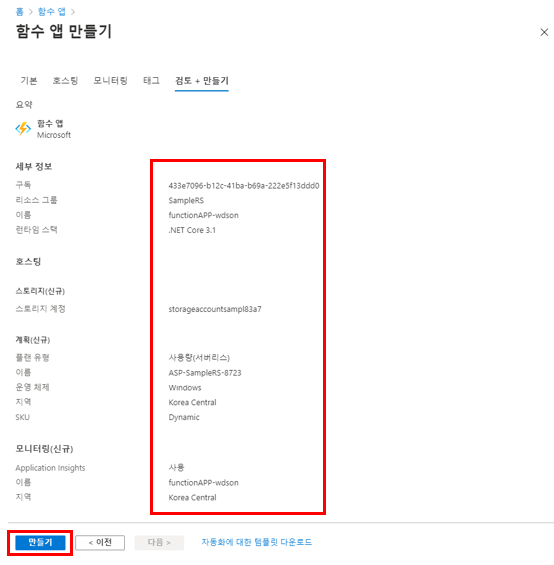 홈 > 함수 앱 >
함수 앱 만들기
기본 호스팅 모니터링 태그 검토 + 만들기
요약
함수 앱
Microsoft
세부 정보
구독 433e7096-b12c-41ba-b69a-222e5f13ddd0
리소스 그룹 SampleRS
이름 functionAPP-wdson
런타임 스택 .NET Core 3.1
호스팅
스토리지(신규)
스토리지 계정 storageaccountsampl83a7
계획(신규)
플랜 유형 사용량(서버리스)
이름 ASP-SampleRS-8723
운영 체제 Windows
지역 Korea Central
SKU Dynamic
모니터링(신규)
Application Insights 사용
이름 functionAPP-wdson
지역 Korea Central
만들기 < 이전 다음 > 자동화에 대한 템플릿 다운로드